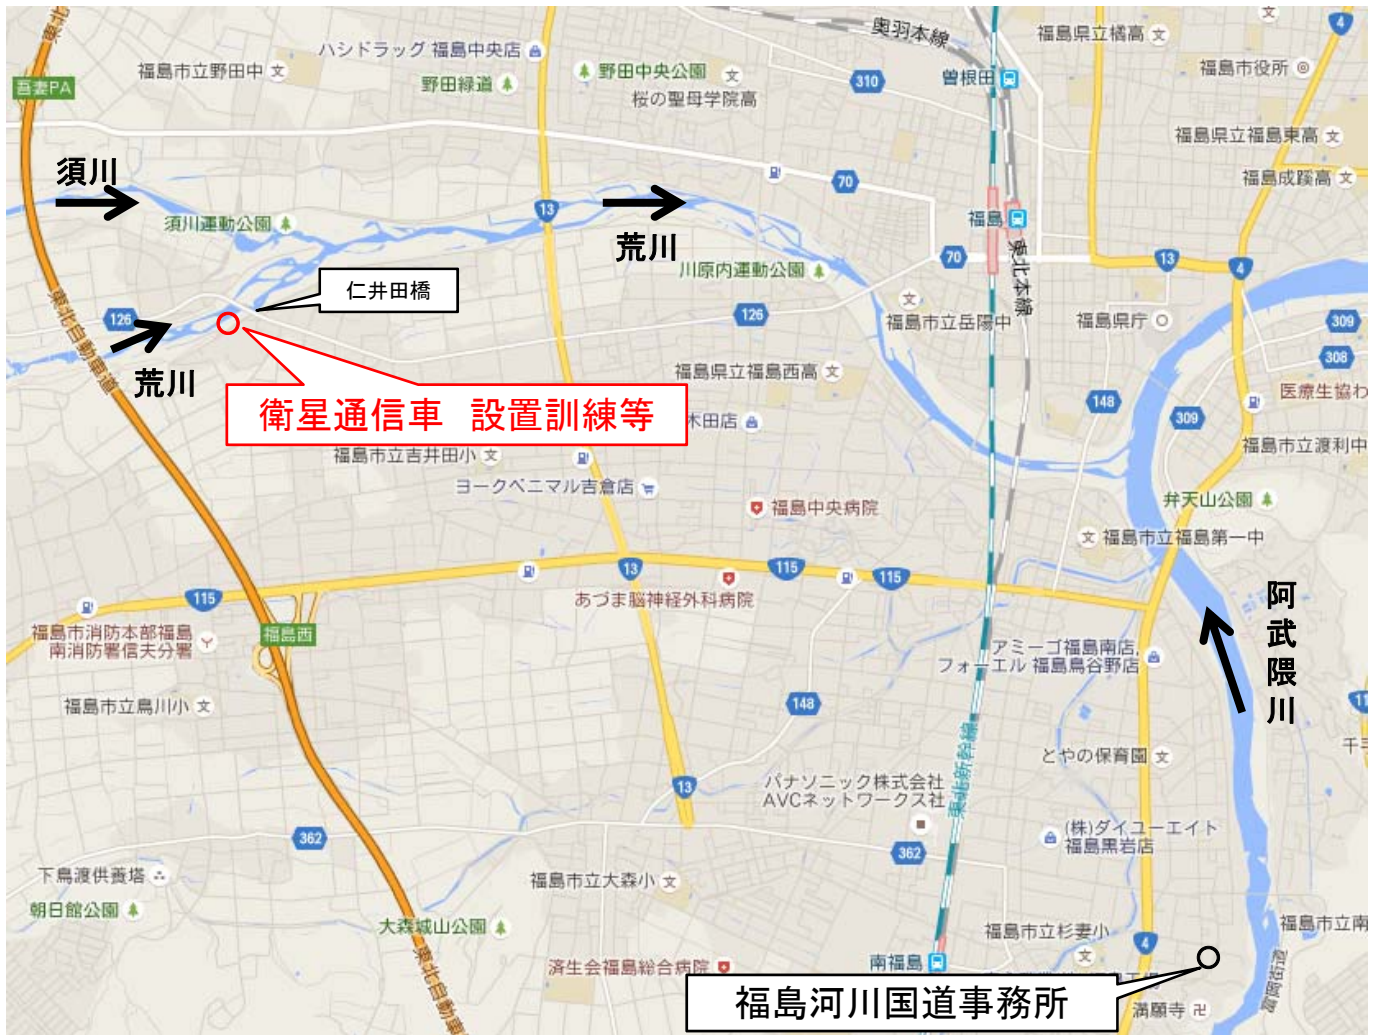 東北
奥羽本線
4
ハシドラッグ 福島中央店
福島県立橘高
福島市立野田中
野田中央公園
曽根田
福島市役所
吾妻PA
野田緑道
桜の聖母学院高
310
福島県立福島東高
須川
70
福島成蹊高
須川運動公園
13
荒川
福島
川原内運動公園
70
13
4
東北本線
仁井田橋
東北自動車道
126
126
福島市立岳陽中
福島県庁
309
308
荒川
福島県立福島西高
医療生協わ
148
309
衛星通信車 設置訓練等
木田店
福島市立渡利中
福島市立吉井田小
ヨークベニマル吉倉店
福島中央病院
弁天山公園
福島市立福島第一中
13
115
115
115
あづま脳神経外科病院
阿武隈川
福島市消防本部福島
南消防署信夫分署
福島西
アミーゴ福島南店,
フォーエル 福島鳥谷野店
福島市立鳥川小
148
11
東北新幹線
千手
とやの保育園
13
パナソニック株式会社
AVCネットワークス社
362
(株)ダイユーエイト
福島黒岩店
362
下鳥渡供養塔
福島市立大森小
朝日館公園
大森城山公園
福島市立杉妻小
4
福島市立南
東北自動車道
済生会福島総合病院
南福島
福島河川国道事務所
満願寺